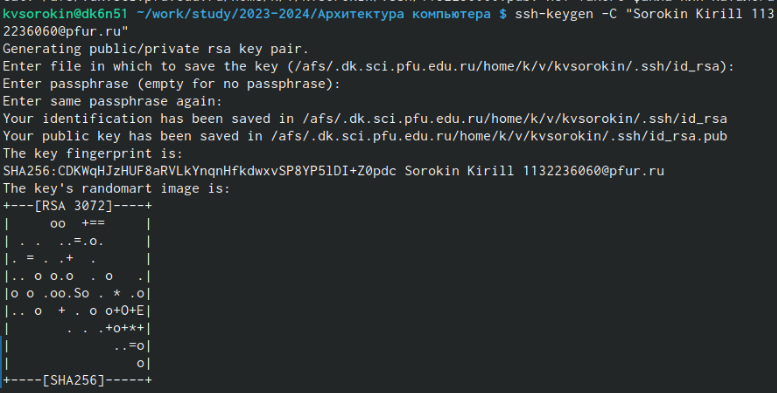 kvsorokin@dk6n51 ~/work/study/2023-2024/Архитектура компьютера $ ssh-keygen -C "Sorokin Kirill 113
2236060@pfur.ru"
Generating public/private rsa key pair.
Enter file in which to save the key (/afs/.dk.sci.pfu.edu.ru/home/k/v/kvsorokin/.ssh/id_rsa):
Enter passphrase (empty for no passphrase):
Enter same passphrase again:
Your identification has been saved in /afs/.dk.sci.pfu.edu.ru/home/k/v/kvsorokin/.ssh/id_rsa
Your public key has been saved in /afs/.dk.sci.pfu.edu.ru/home/k/v/kvsorokin/.ssh/id_rsa.pub
The key fingerprint is:
SHA256:CDKWqHJzHUF8aRVLkYnqnHfkdwxvSP8YP5lDI+Z0pdc Sorokin Kirill 1132236060@pfur.ru
The key's randomart image is:
+---[RSA 3072]----+
|     oo  +==     |
| . .  ..=.o.     |
|. = . .+  .      |
|.. o o.o  . o   .|
|o o .oo.So . * .o|
|.. o  + . o o+O+E|
|       . . .+o+*+|
|             ..=o|
|                o|
+----[SHA256]-----+